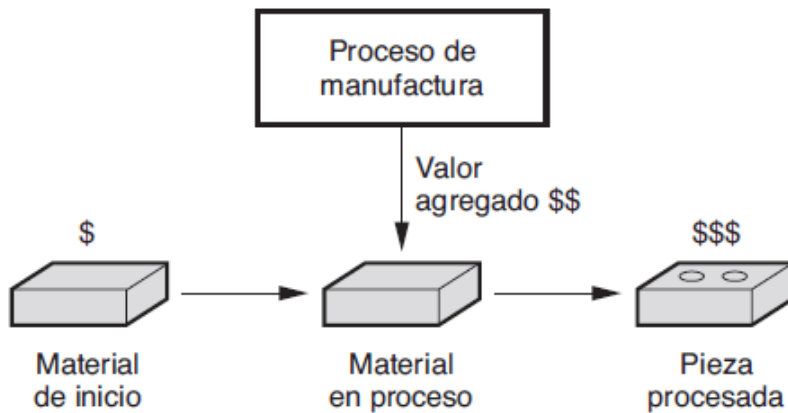 Proceso de
manufactura
Valor
agregado $$
$
$$$
Material
de inicio
Material
en proceso
Pieza
procesada